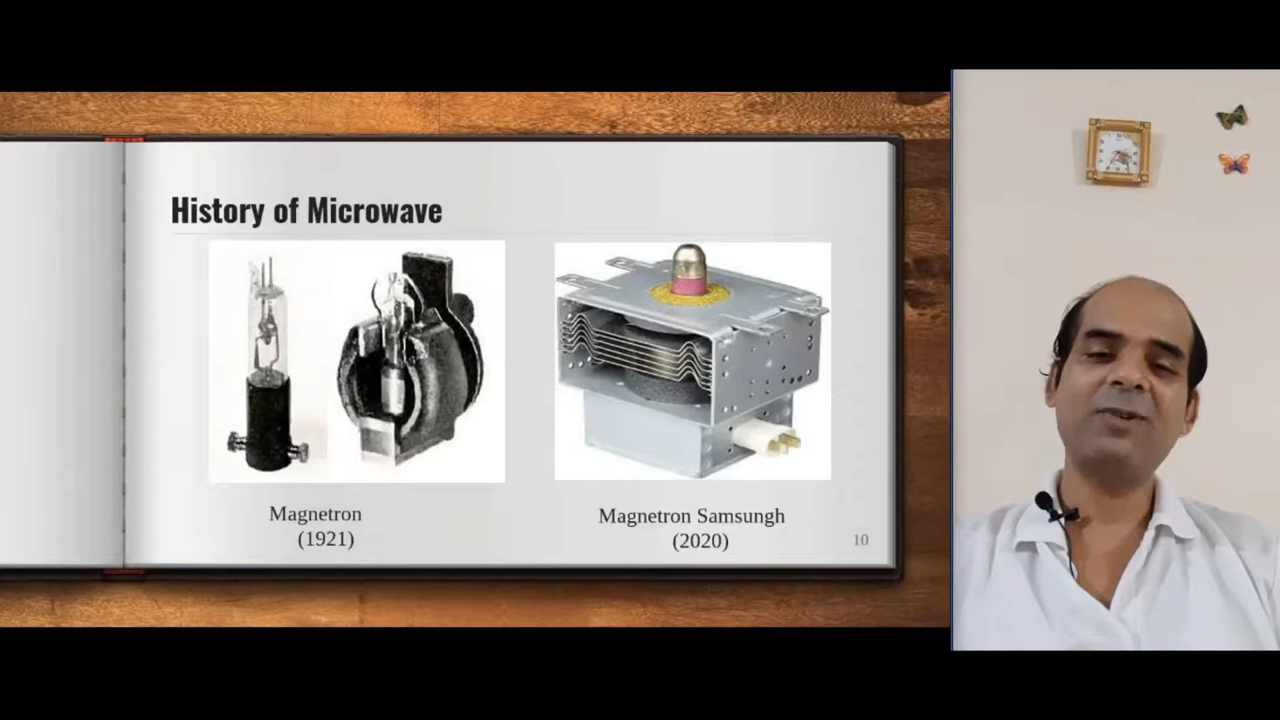 History of Microwave
Magnetron
(1921)
Magnetron Samsungh
(2020)
10